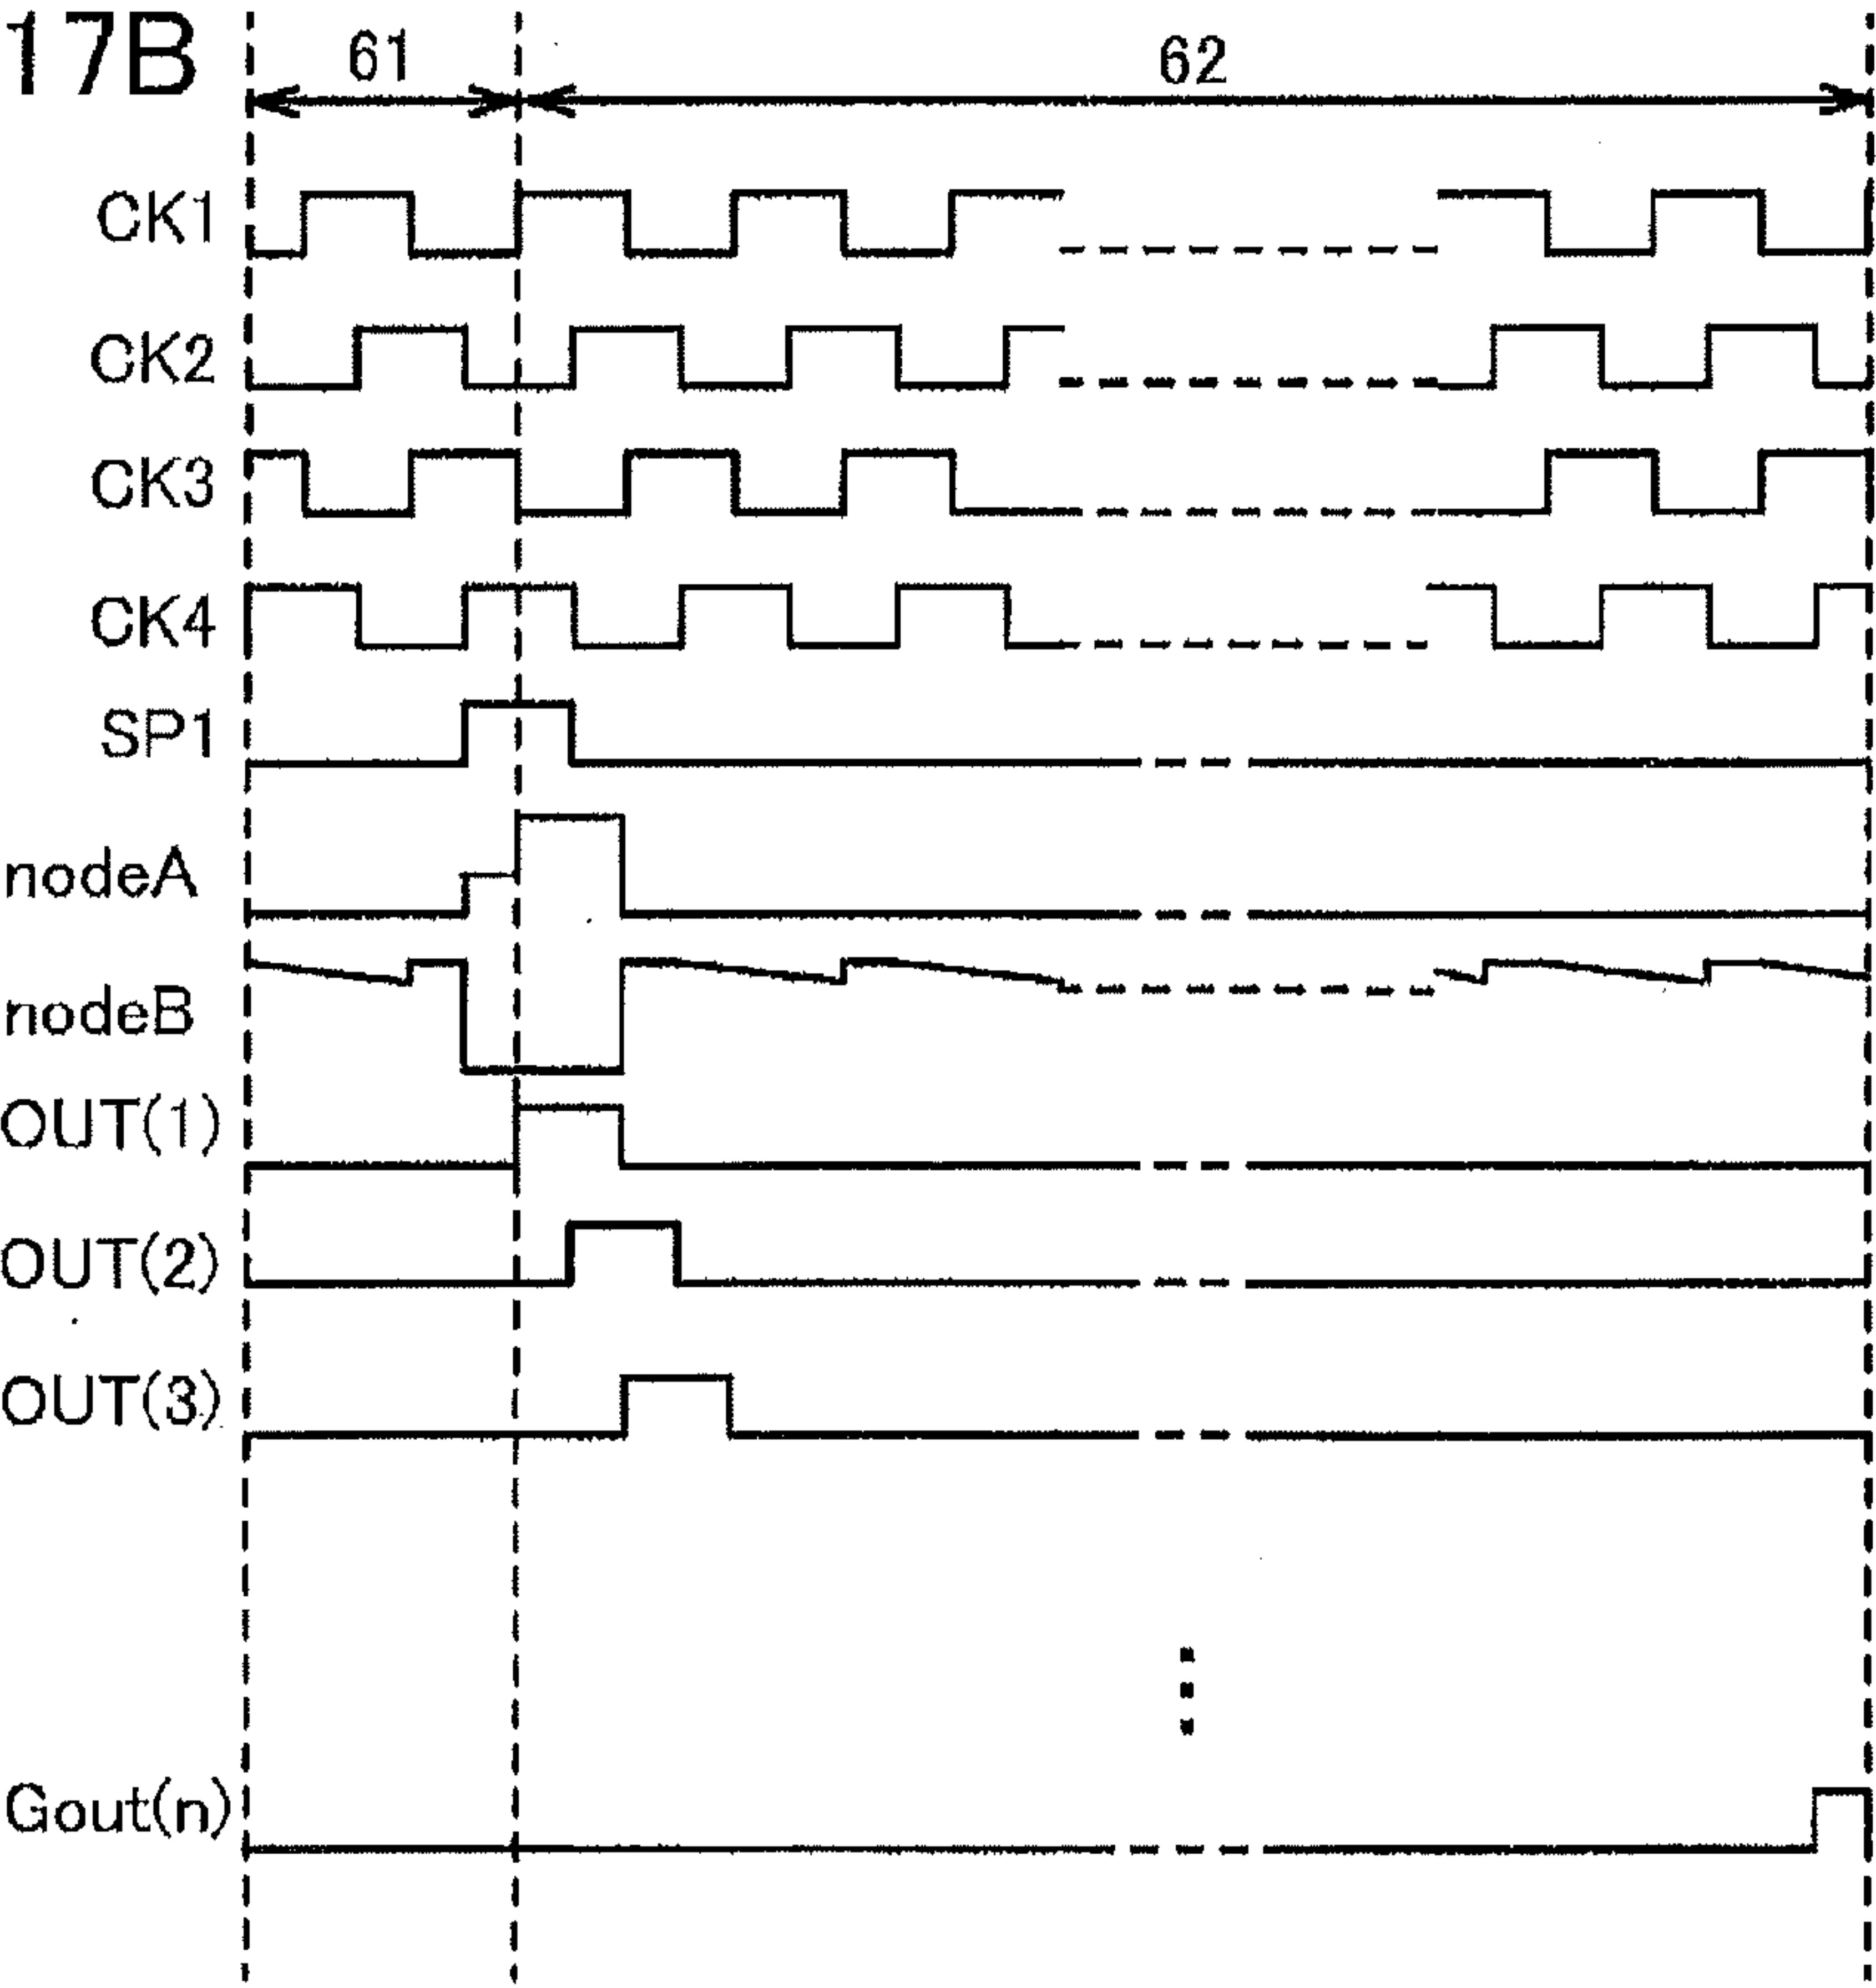 17B
61
62
CK1
CK2
CK3
CK4
SP1
nodeA
nodeB
OUT(1)
OUT(2)
OUT(3)
Gout(n)